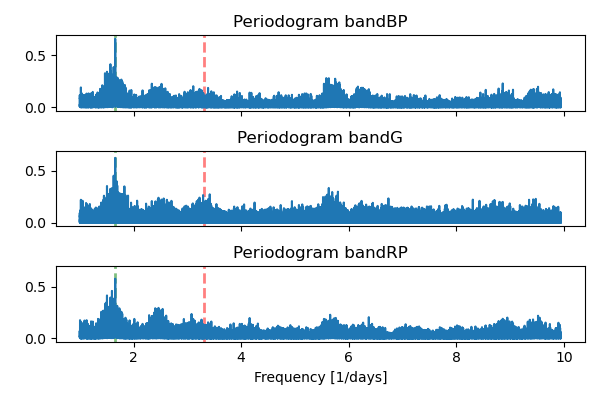 Periodogram bandBP
0.5
0.0
Periodogram bandG
0.5
0.0
Periodogram bandRP
0.5
0.0
2 4 6 8 10
Frequency [1/days]